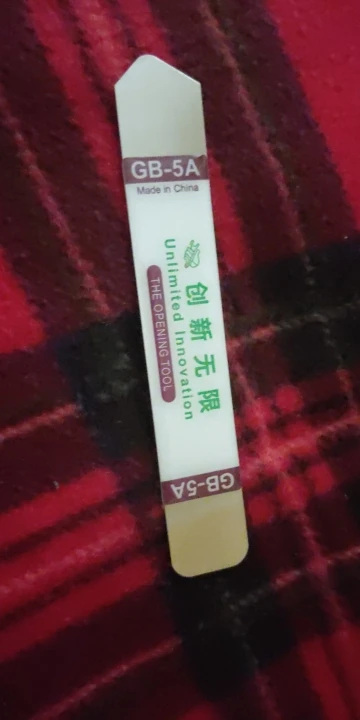 GB-5A
Made in China
创新无限
Unlimited Innovation
THE OPENING TOOL
GB-5A